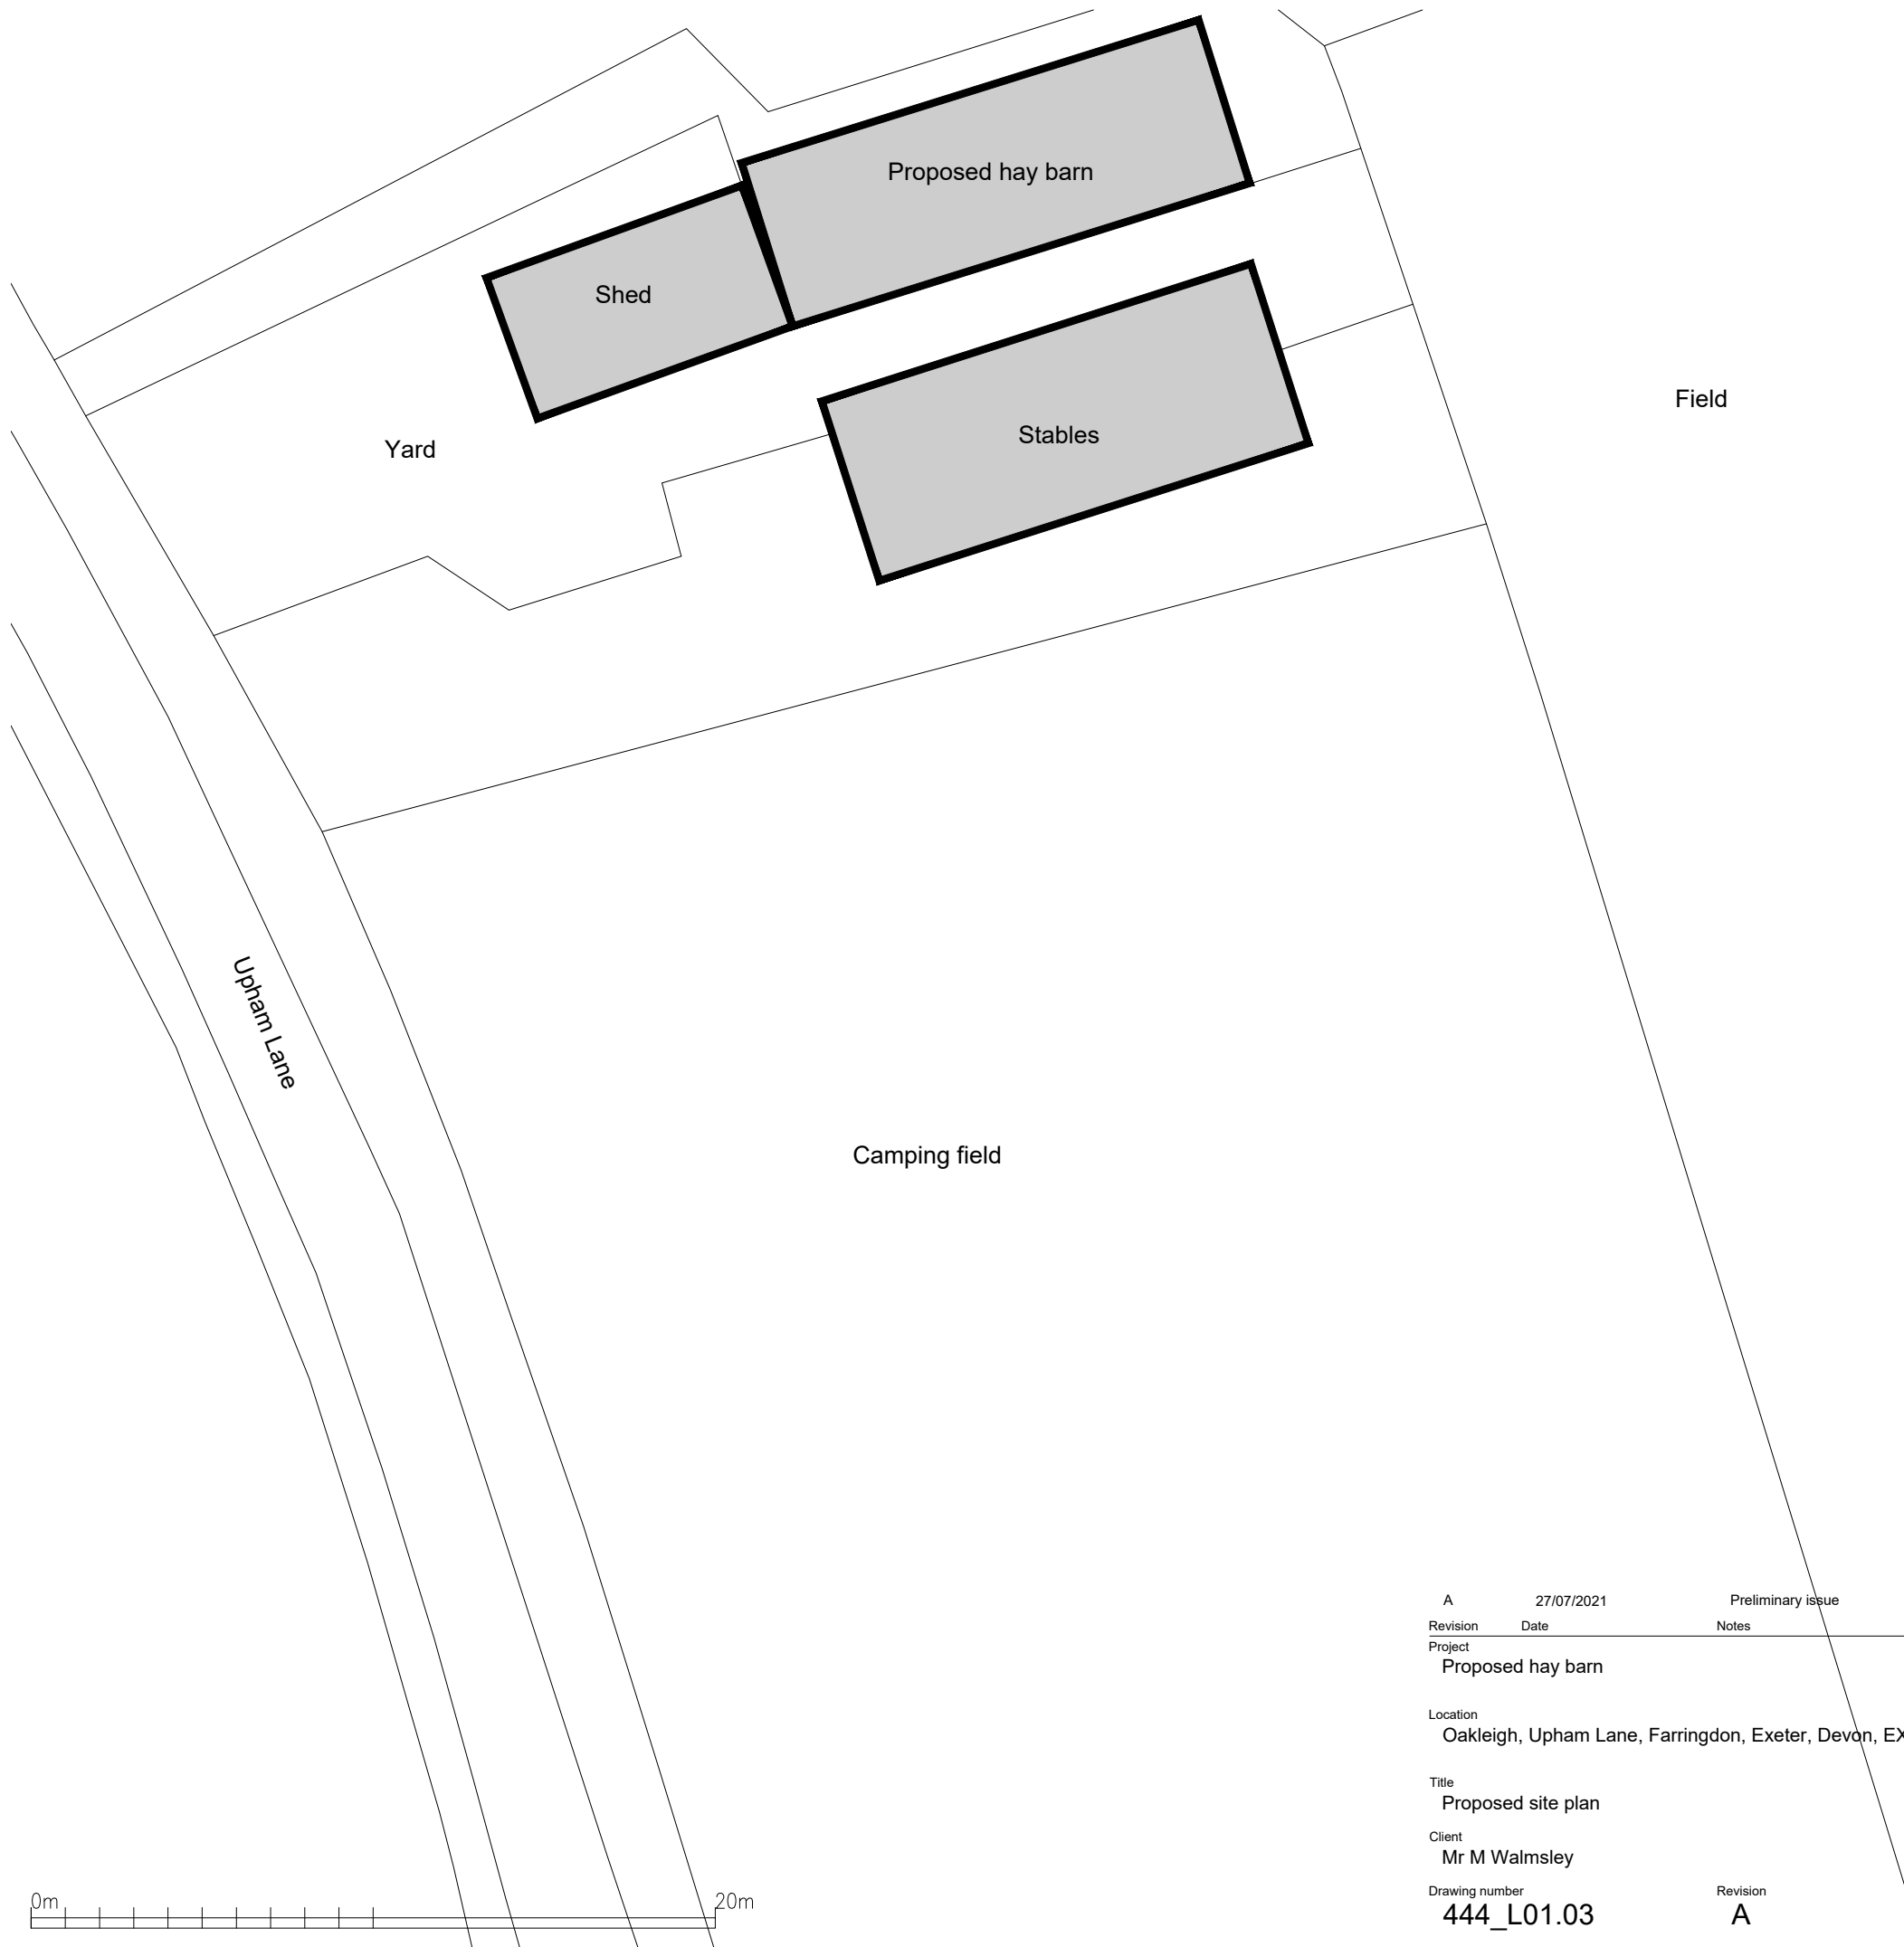 Proposed hay barn
Shed
Field
Stables
Yard
Upham Lane
Camping field
A 27/07/2021 Preliminary issue
Revision Date Notes
Project
Proposed hay barn
Location
Oakleigh, Upham Lane, Farringdon, Exeter, Devon, EX
Title
Proposed site plan
Client
Mr M Walmsley
Drawing number Revision
444_L01.03 A
0m 20m